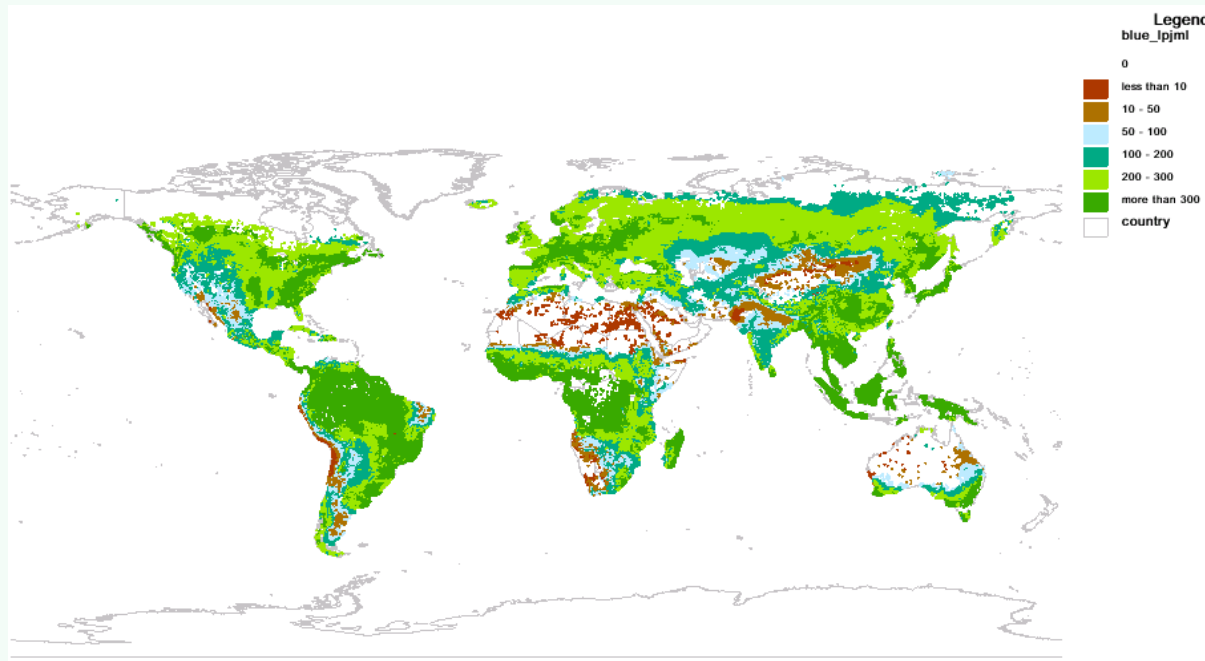 Legend
blue_lpjml
0
less than 10
10 - 50
50 - 100
100 - 200
200 - 300
more than 300
country